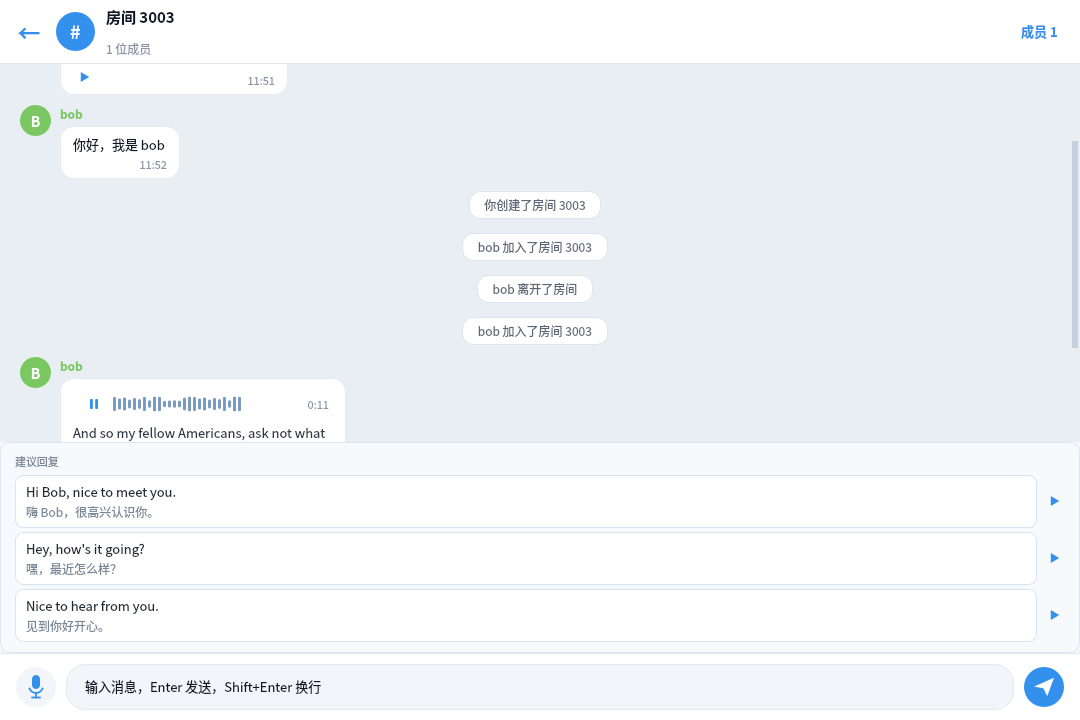 ←
#
房间 3003
1 位成员
成员 1
11:51
B
bob
你好，我是 bob
11:52
你创建了房间 3003
bob 加入了房间 3003
bob 离开了房间
bob 加入了房间 3003
B
bob
0:11
And so my fellow Americans, ask not what
建议回复
Hi Bob, nice to meet you.
嗨 Bob，很高兴认识你。
Hey, how's it going?
嘿，最近怎么样？
Nice to hear from you.
见到你好开心。
输入消息，Enter 发送，Shift+Enter 换行